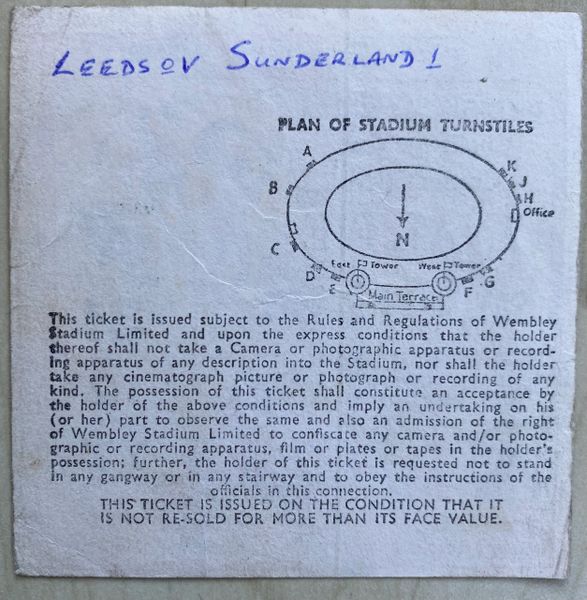 LEEDS 0 V SUNDERLAND 1
PLAN OF STADIUM TURNSTILES
A
K
J
B
H
Office
N
C
East Tower
West Tower
D
G
E
F
Main Terrace
This ticket is issued subject to the Rules and Regulations of Wembley
Stadium Limited and upon the express conditions that the holder
thereof shall not take a Camera or photographic apparatus or record-
ing apparatus of any description into the Stadium, nor shall the holder
take any cinematograph picture or photograph or recording of any
kind. The possession of this ticket shall constitute an acceptance by
the holder of the above conditions and imply an undertaking on his
(or her) part to observe the same and also an admission of the right
of Wembley Stadium Limited to confiscate any camera and/or photo-
graphic or recording apparatus, film or plates or tapes in the holder's
possession; further, the holder of this ticket is requested not to stand
in any gangway or in any stairway and to obey the instructions of the
officials in this connection.
THIS TICKET IS ISSUED ON THE CONDITION THAT IT
IS NOT RE-SOLD FOR MORE THAN ITS FACE VALUE.